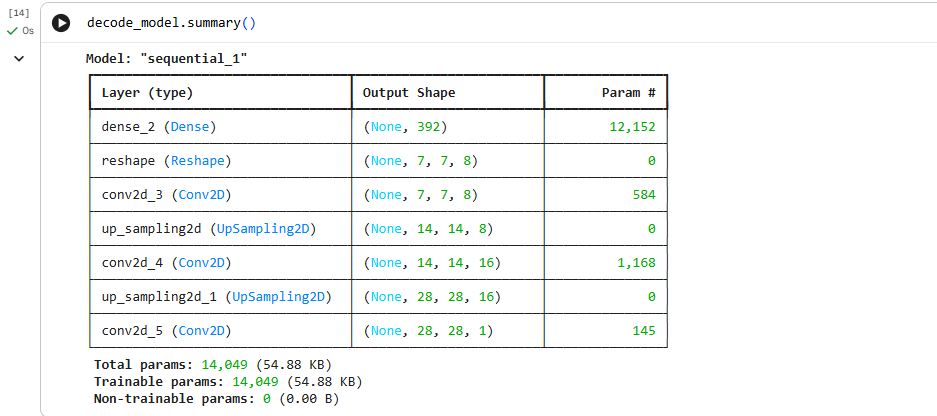 [14]
0s
decode_model.summary()
Model: "sequential_1"
Layer (type) Output Shape Param #
dense_2 (Dense) (None, 392) 12,152
reshape (Reshape) (None, 7, 7, 8) 0
conv2d_3 (Conv2D) (None, 7, 7, 8) 584
up_sampling2d (UpSampling2D) (None, 14, 14, 8) 0
conv2d_4 (Conv2D) (None, 14, 14, 16) 1,168
up_sampling2d_1 (UpSampling2D) (None, 28, 28, 16) 0
conv2d_5 (Conv2D) (None, 28, 28, 1) 145
Total params: 14,049 (54.88 KB)
Trainable params: 14,049 (54.88 KB)
Non-trainable params: 0 (0.00 B)